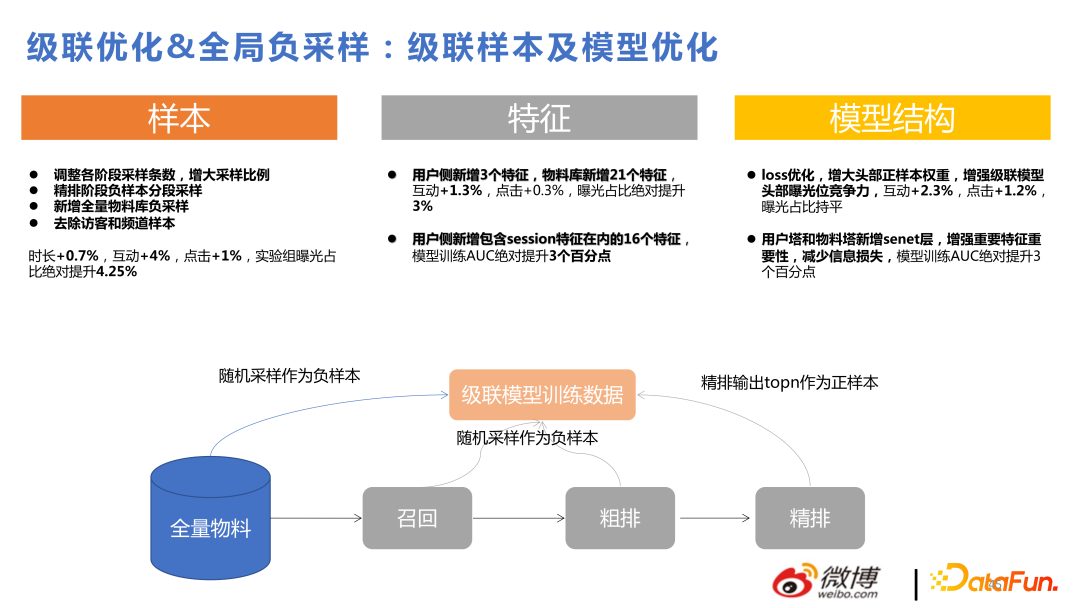 级联优化&全局负采样：级联样本及模型优化
样本
● 调整各阶段采样条数，增大采样比例
● 精排阶段负样本分段采样
● 新增全量物料库负采样
● 去除访客和频道样本
时长+0.7%，互动+4%，点击+1%，实验组曝光占
比绝对提升4.25%
特征
● 用户侧新增3个特征，物料库新增21个特征，
互动+1.3%，点击+0.3%，曝光占比绝对提升
3%
● 用户侧新增包含session特征在内的16个特征，
模型训练AUC绝对提升3个百分点
模型结构
● loss优化，增大头部正样本权重，增强级联模型
头部曝光位竞争力，互动+2.3%，点击+1.2%，
曝光占比持平
● 用户塔和物料塔新增senet层，增强重要特征重
要性，减少信息损失，模型训练AUC绝对提升3
个百分点
随机采样作为负样本
级联模型训练数据
精排输出topn作为正样本
随机采样作为负样本
全量物料
召回
粗排
精排
微博
weibo.com
DataFun.